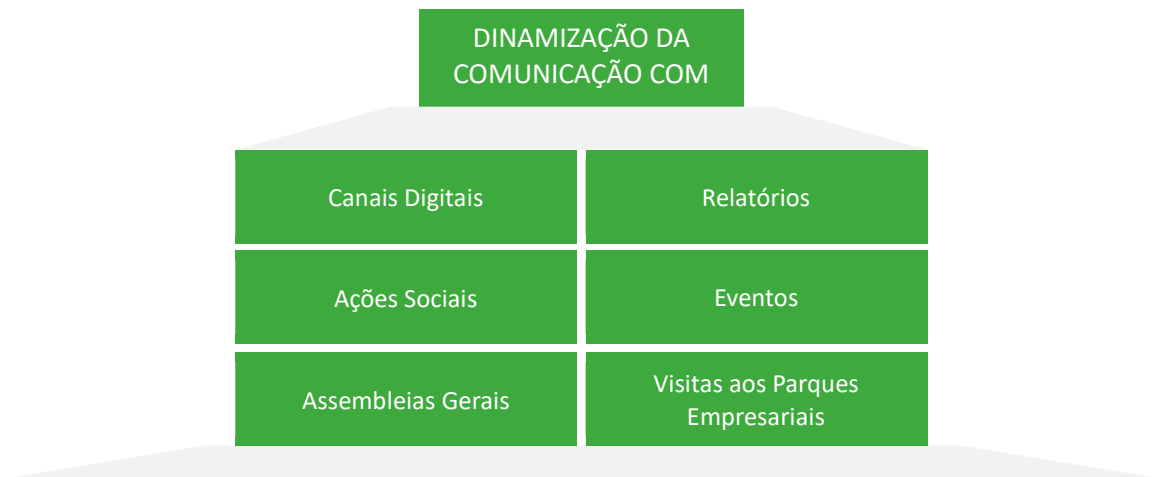 DINAMIZAÇÃO DA
COMUNICAÇÃO COM
Canais Digitais
Relatórios
Ações Sociais
Eventos
Assembleias Gerais
Visitas aos Parques
Empresariais